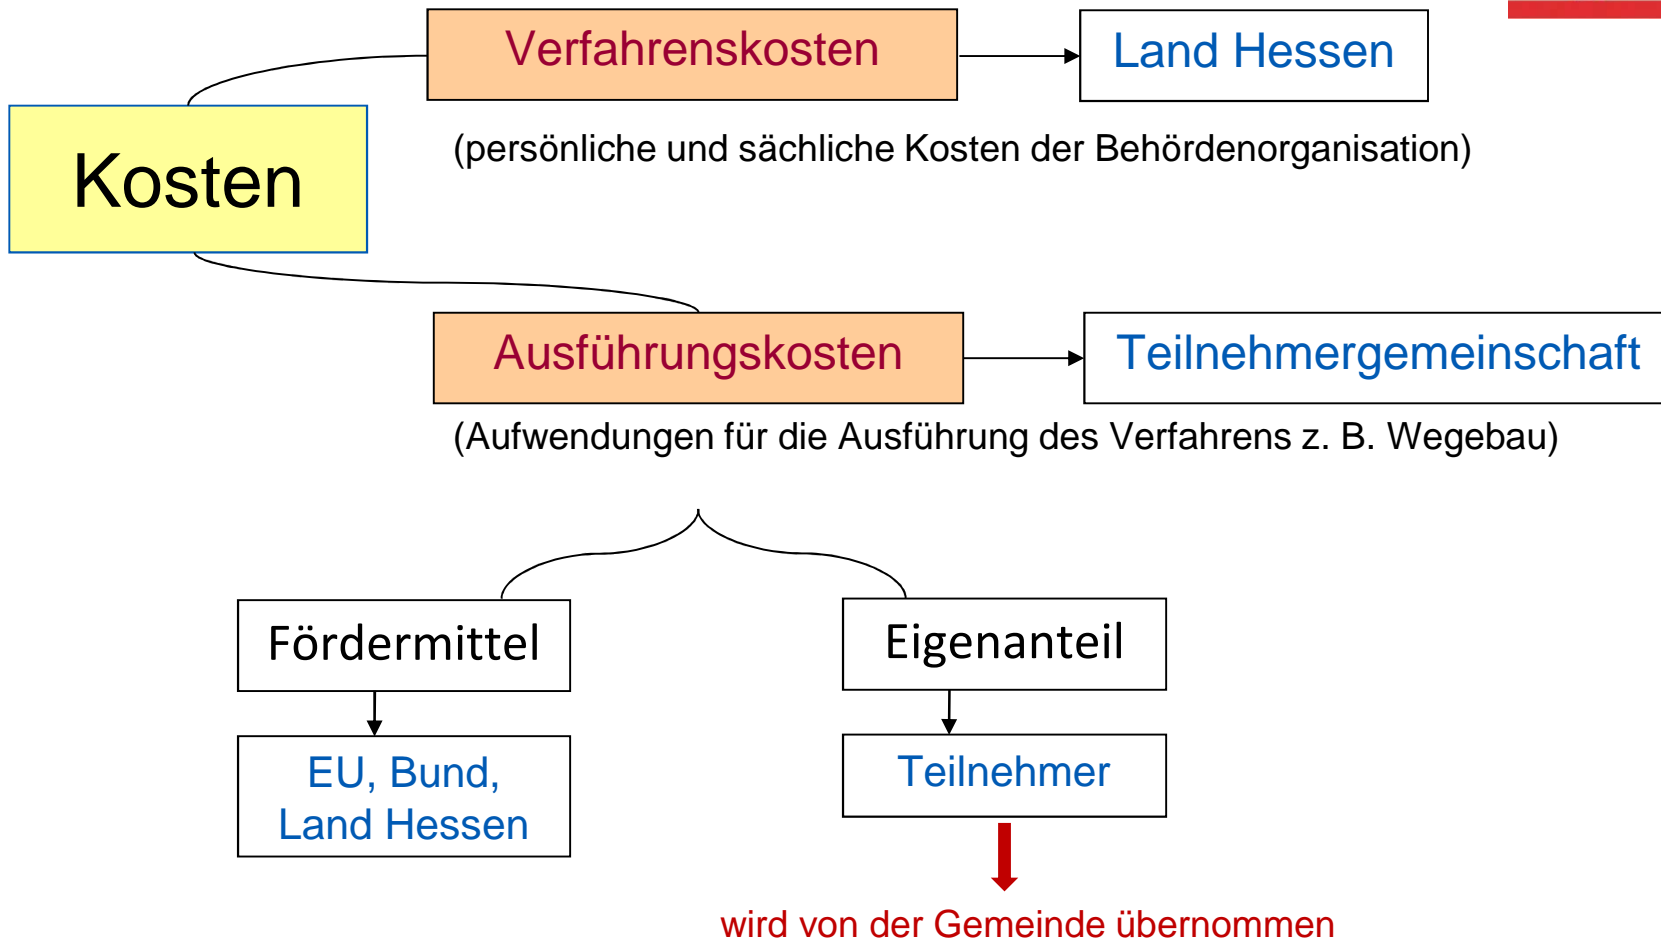 Verfahrenskosten
Land Hessen
Kosten
(persönliche und sächliche Kosten der Behördenorganisation)
Ausführungskosten
Teilnehmergemeinschaft
(Aufwendungen für die Ausführung des Verfahrens z. B. Wegebau)
Fördermittel
Eigenanteil
EU, Bund,
Land Hessen
Teilnehmer
wird von der Gemeinde übernommen